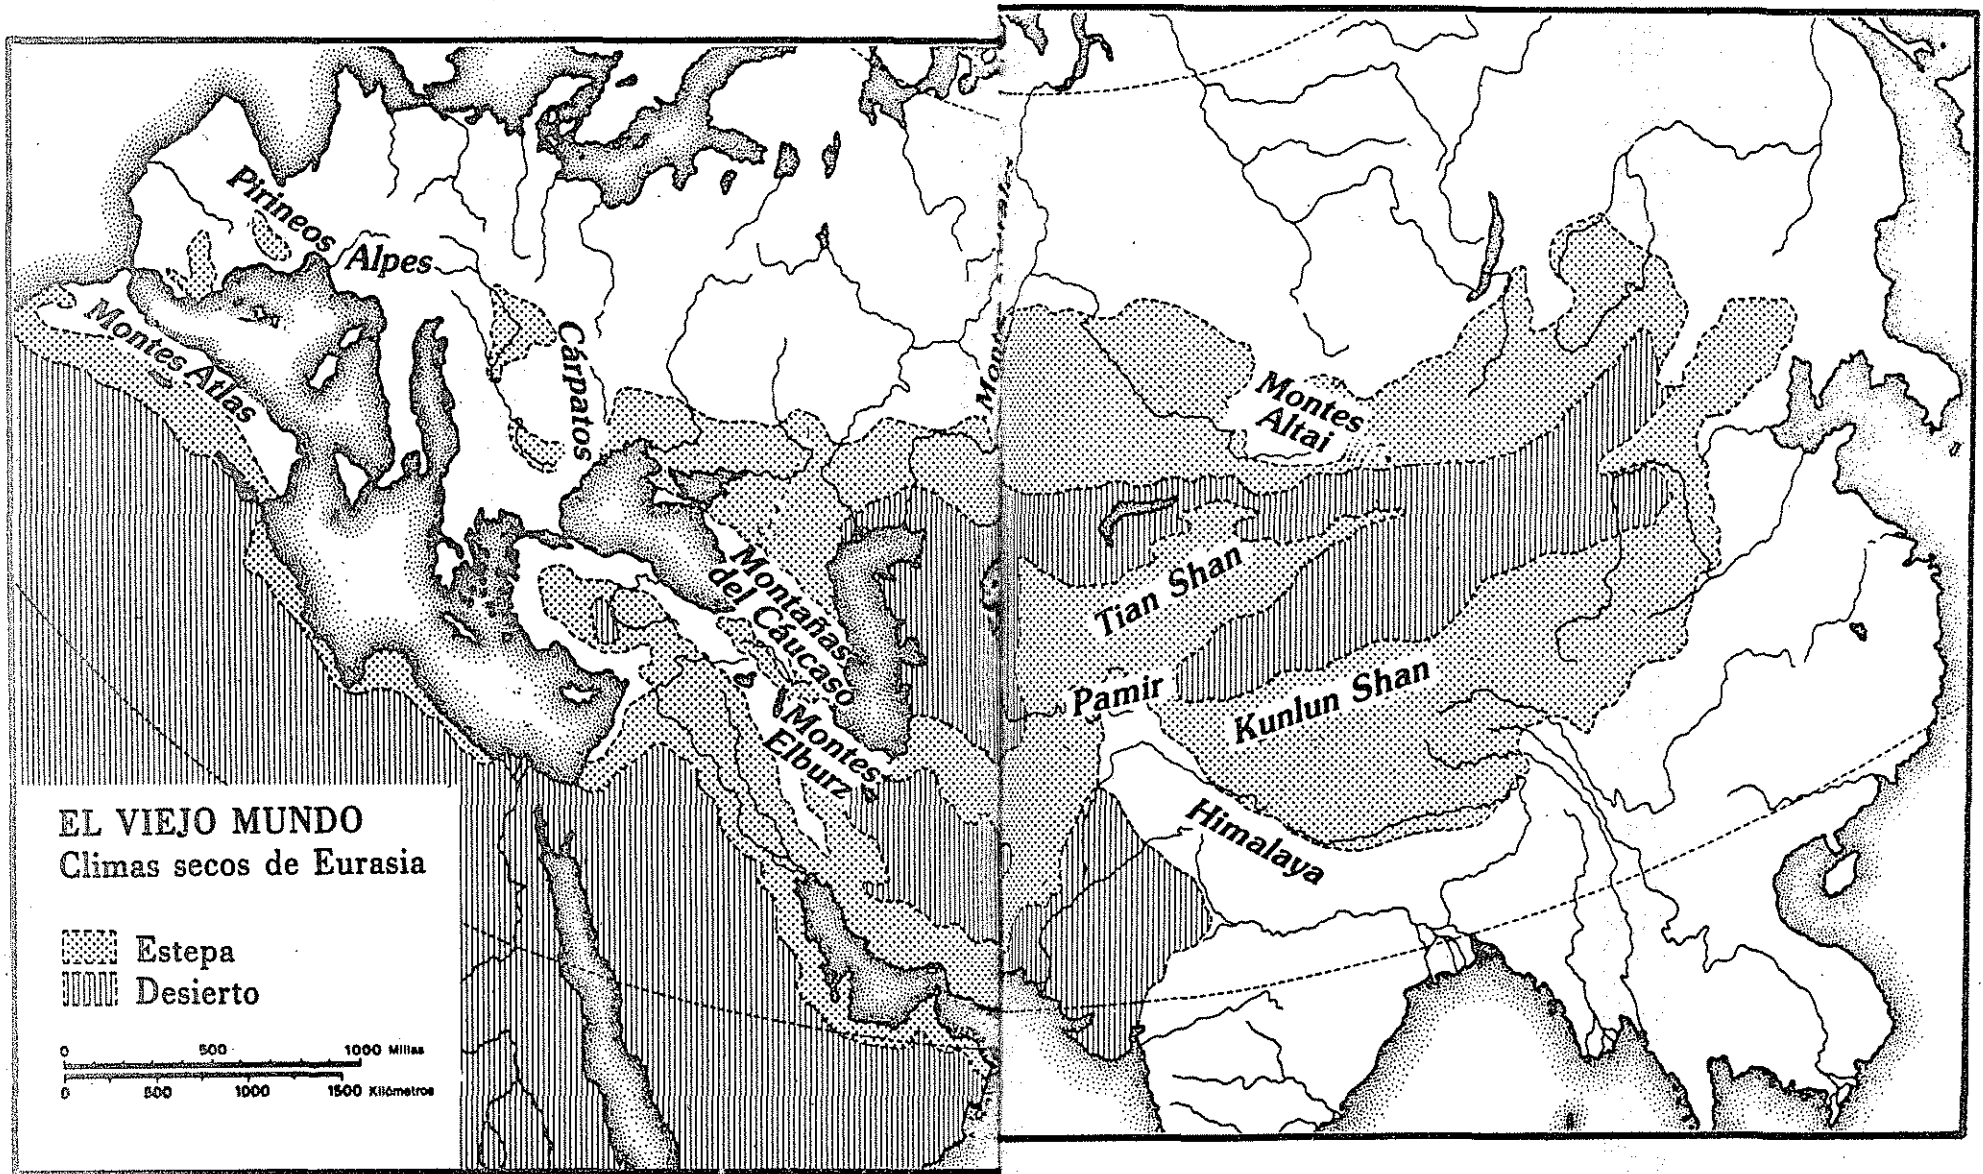 Pirineos
Alpes
Montes Atlas
Cárpatos
Montes
Altai
Montañas
del Cáucaso
Montes
Elburz
Tian Shan
Pamir
Kunlun Shan
Himalaya
EL VIEJO MUNDO
Climas secos de Eurasia
Estepa
Desierto
0 500 1000 Millas
0 500 1000 1500 Kilómetros